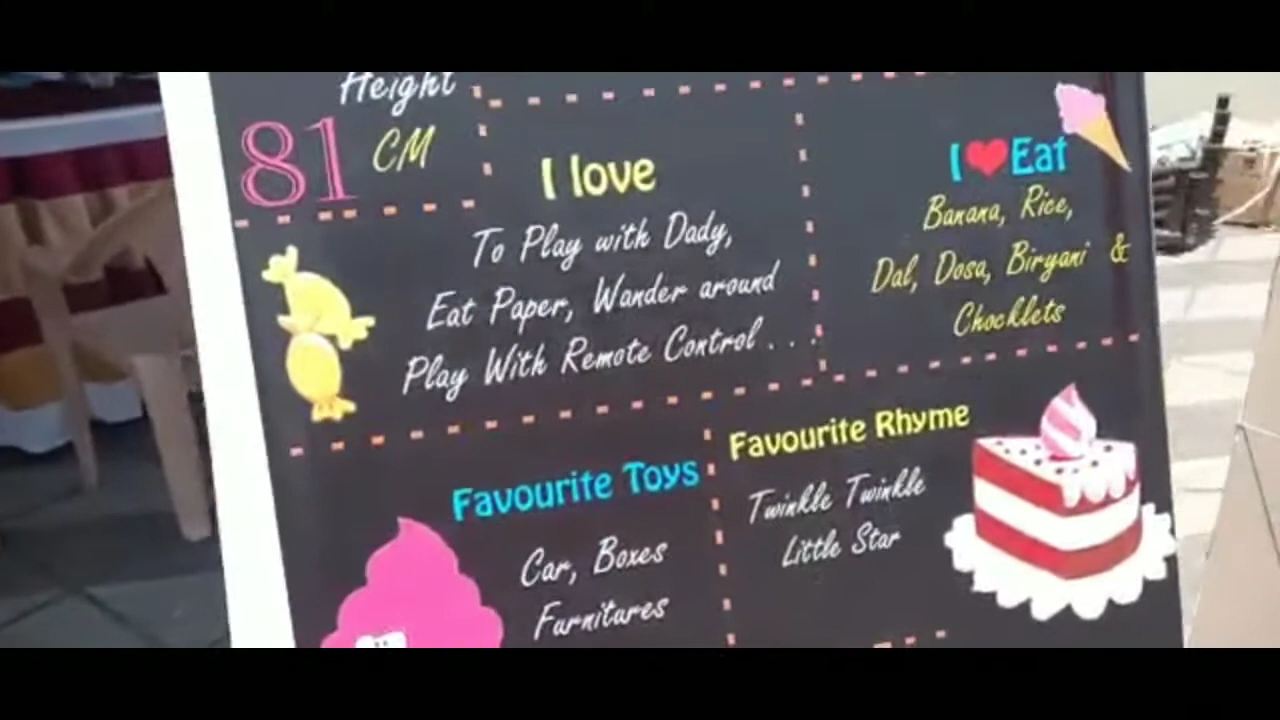 Height
81 CM
I love
To Play with Dady,
Eat Paper, Wander around
Play With Remote Control . . .
I ❤ Eat
Banana, Rice,
Dal, Dosa, Biryani &
Chocklets
Favourite Toys
Car, Boxes
Furnitures
Favourite Rhyme
Twinkle Twinkle
Little Star